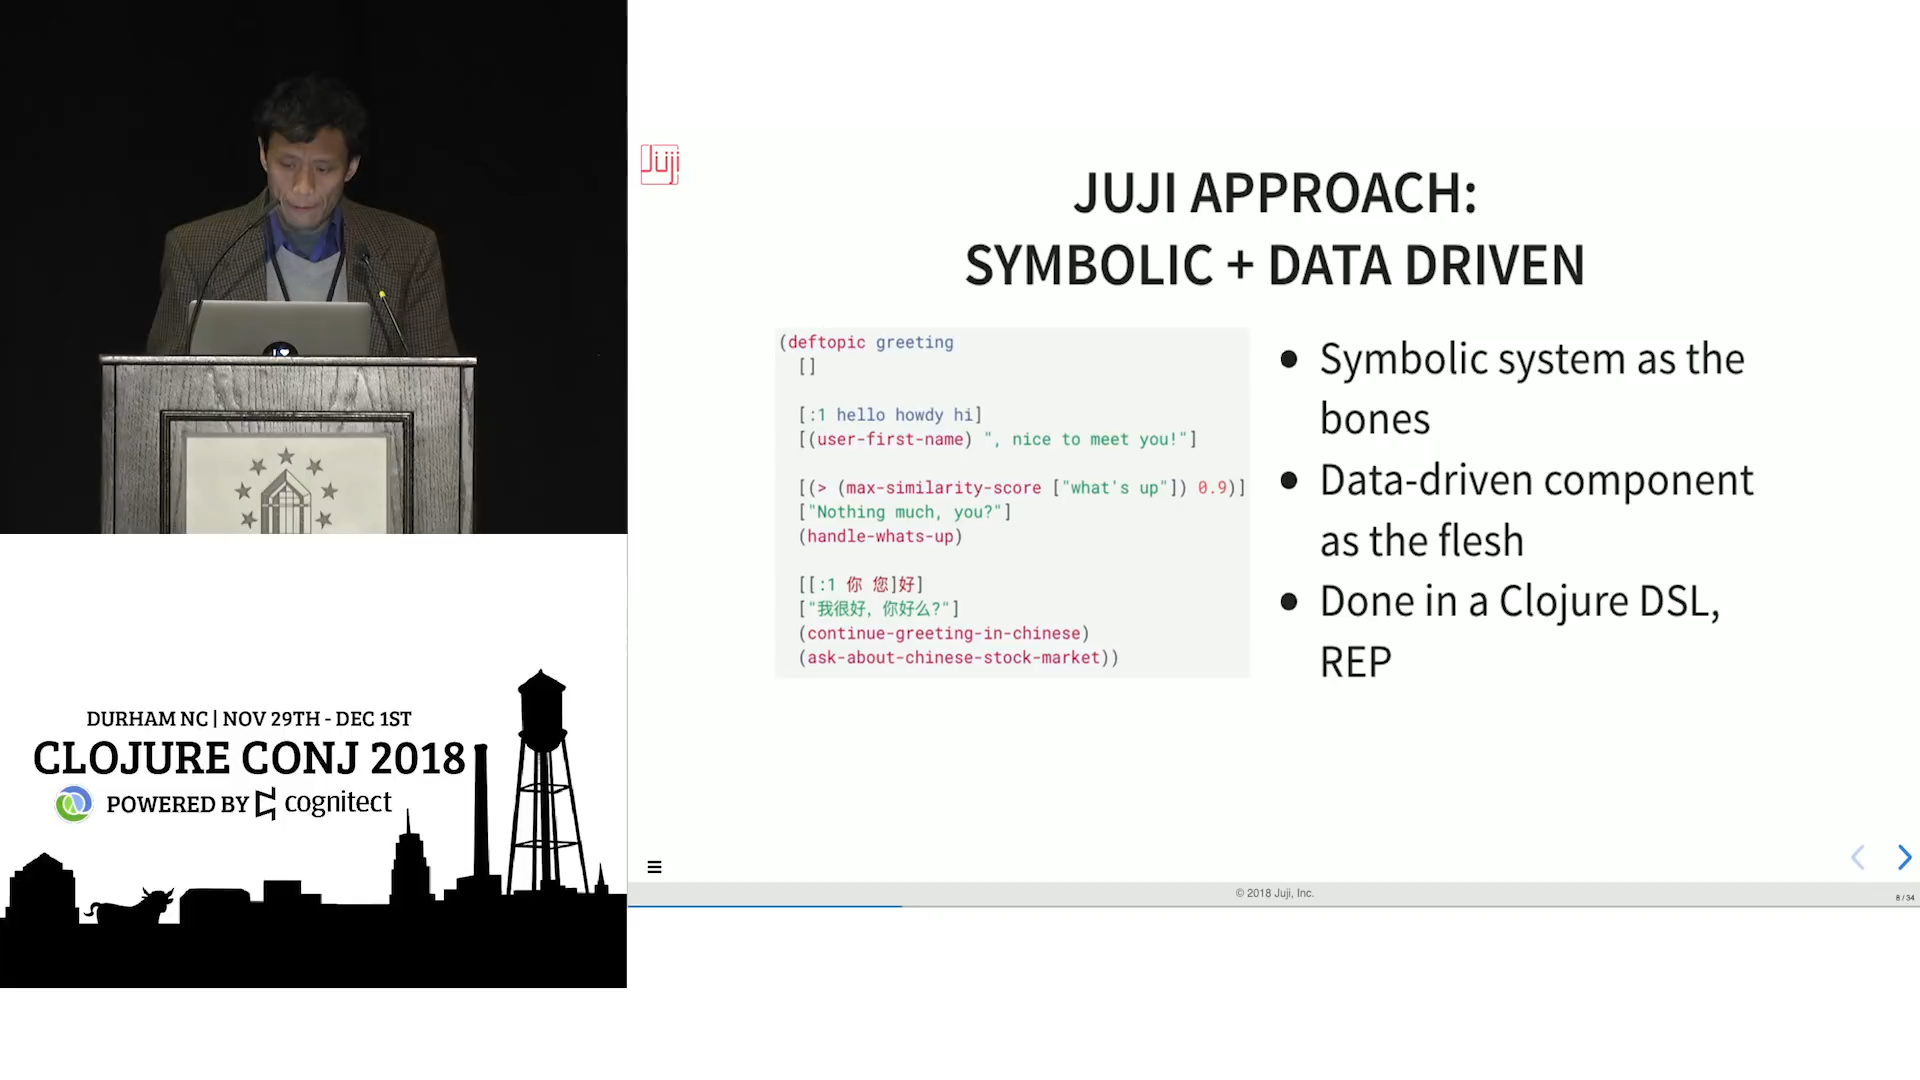 Juji
JUJI APPROACH:
SYMBOLIC + DATA DRIVEN
(deftopic greeting
[]
[:1 hello howdy hi]
[(user-first-name) ", nice to meet you!"]
[(> (max-similarity-score ["what's up"]) 0.9)]
["Nothing much, you?"]
(handle-whats-up)
[[:1 你 您]好]
["我很好, 你好么?"]
(continue-greeting-in-chinese)
(ask-about-chinese-stock-market))
• Symbolic system as the
bones
• Data-driven component
as the flesh
• Done in a Clojure DSL,
REP
© 2018 Juji, Inc.
8 / 34
DURHAM NC | NOV 29TH - DEC 1ST
CLOJURE CONJ 2018
POWERED BY cognitect